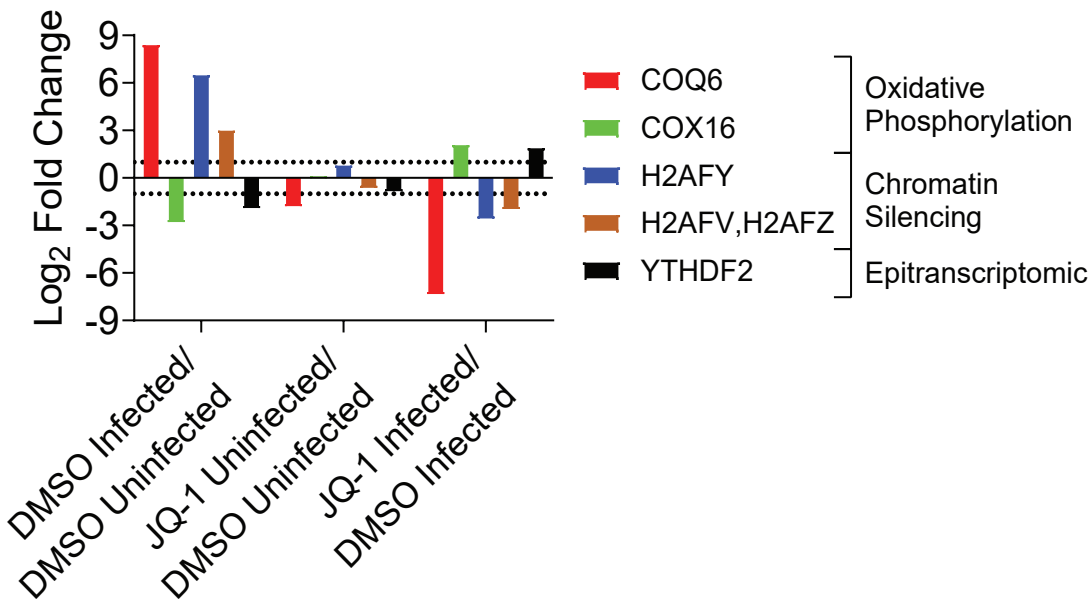 Log2 Fold Change
9
6
3
0
-3
-6
-9
DMSO Infected/
DMSO Uninfected
JQ-1 Uninfected/
DMSO Uninfected
JQ-1 Infected/
DMSO Infected
COQ6
COX16
H2AFY
H2AFV,H2AFZ
YTHDF2
Oxidative
Phosphorylation
Chromatin
Silencing
Epitranscriptomic